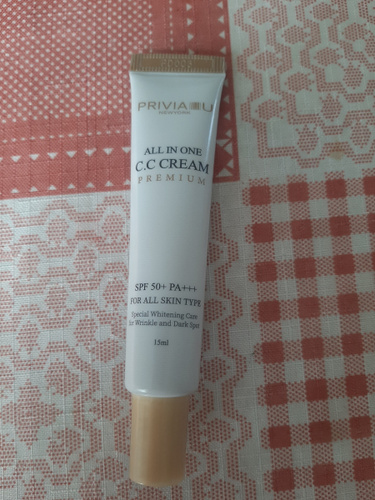 PRIVIA U
NEWYORK
ALL IN ONE
C.C CREAM
PREMIUM
SPF 50+ PA+++
FOR ALL SKIN TYPE
Special Whitening Care
for Wrinkle and Dark Spot
15ml